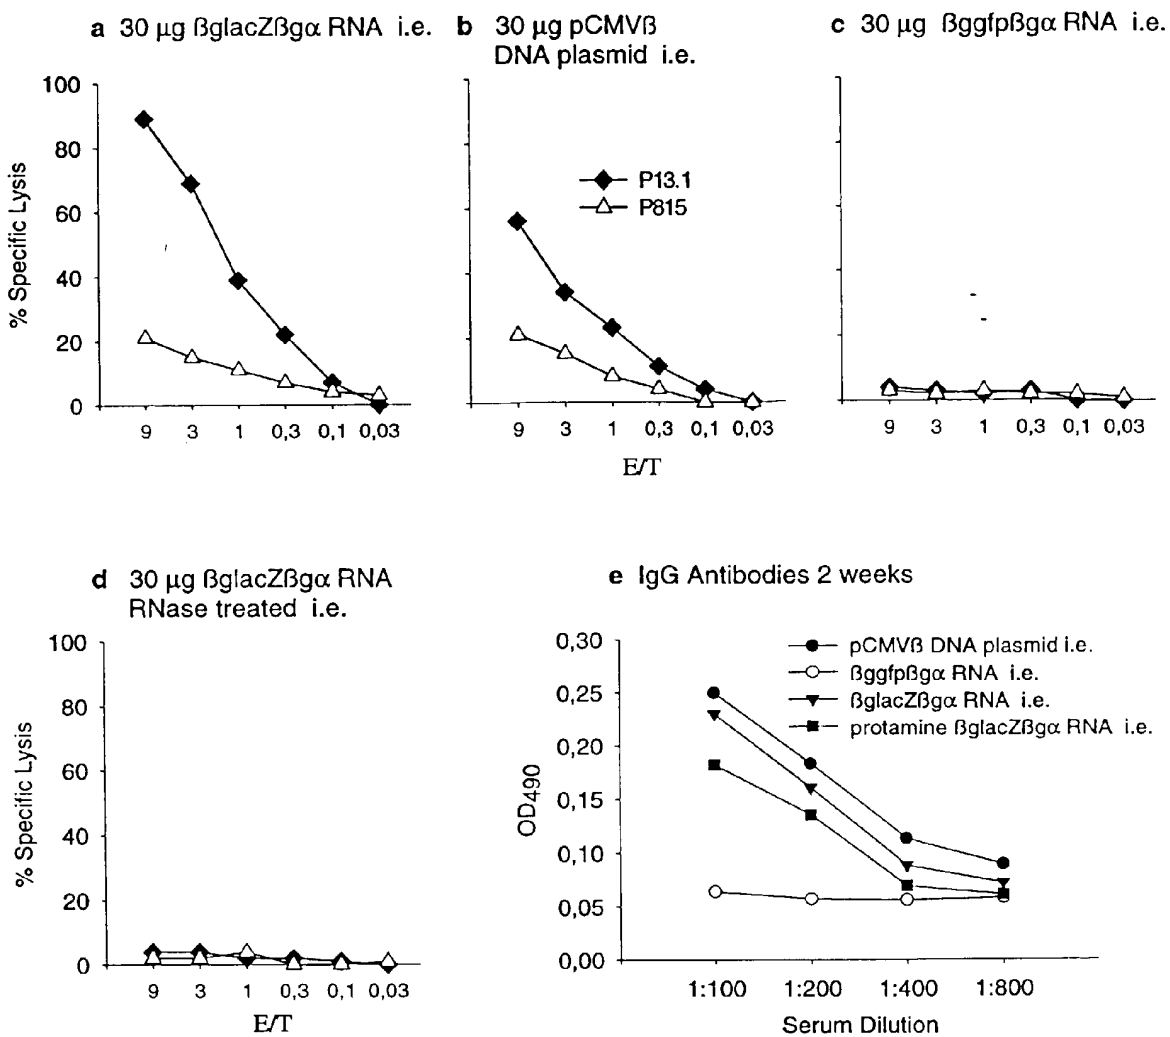 a 30 µg ßglacZßgα RNA i.e.
b 30 µg pCMVß
DNA plasmid i.e.
c 30 µg ßggfpßgα RNA i.e.
% Specific Lysis
100
80
60
40
20
0
9 3 1 0,3 0,1 0,03
P13.1
P815
9 3 1 0,3 0,1 0,03
E/T
9 3 1 0,3 0,1 0,03
d 30 µg ßglacZßgα RNA
RNase treated i.e.
% Specific Lysis
100
80
60
40
20
0
9 3 1 0,3 0,1 0,03
E/T
e IgG Antibodies 2 weeks
pCMVß DNA plasmid i.e.
ßggfpßgα RNA i.e.
ßglacZßgα RNA i.e.
protamine ßglacZßgα RNA i.e.
OD490
0,30
0,25
0,20
0,15
0,10
0,05
0,00
1:100 1:200 1:400 1:800
Serum Dilution